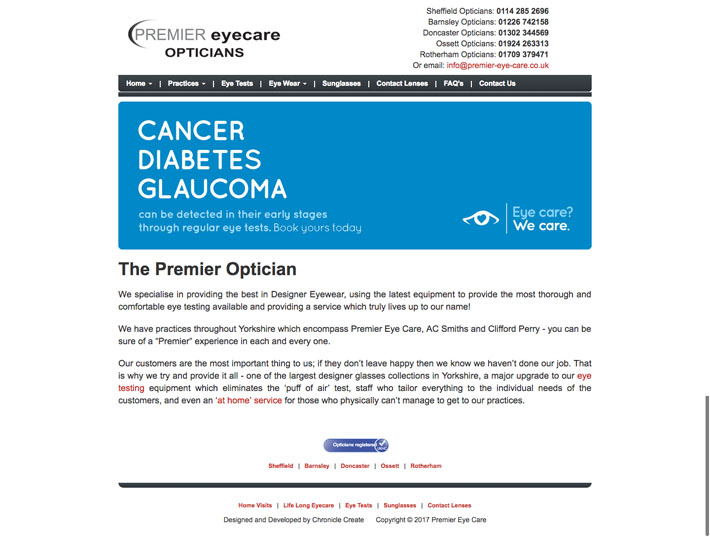 PREMIER eyecare
OPTICIANS
Sheffield Opticians: 0114 285 2696
Barnsley Opticians: 01226 742158
Doncaster Opticians: 01302 344569
Ossett Opticians: 01924 263313
Rotherham Opticians: 01709 379471
Or email: info@premier-eye-care.co.uk
Home | Practices | Eye Tests | Eye Wear | Sunglasses | Contact Lenses | FAQ's | Contact Us
CANCER
DIABETES
GLAUCOMA
can be detected in their early stages
through regular eye tests. Book yours today
Eye care?
We care.
The Premier Optician
We specialise in providing the best in Designer Eyewear, using the latest equipment to provide the most thorough and
comfortable eye testing available and providing a service which truly lives up to our name!
We have practices throughout Yorkshire which encompass Premier Eye Care, AC Smiths and Clifford Perry - you can be
sure of a "Premier" experience in each and every one.
Our customers are the most important thing to us; if they don't leave happy then we know we haven't done our job. That
is why we try and provide it all - one of the largest designer glasses collections in Yorkshire, a major upgrade to our eye
testing equipment which eliminates the 'puff of air' test, staff who tailor everything to the individual needs of the
customers, and even an 'at home' service for those who physically can't manage to get to our practices.
Opticians registered
Sheffield | Barnsley | Doncaster | Ossett | Rotherham
Home Visits | Life Long Eyecare | Eye Tests | Sunglasses | Contact Lenses
Designed and Developed by Chronicle Create Copyright © 2017 Premier Eye Care